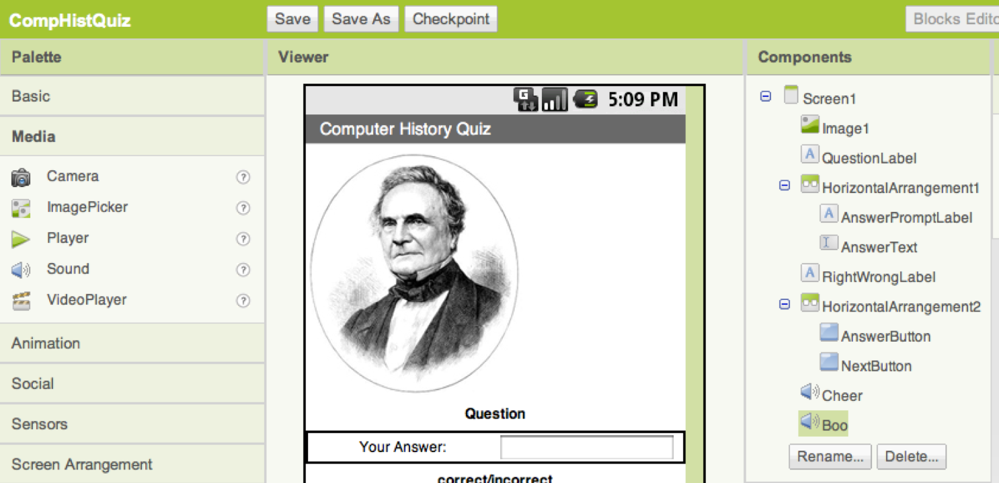 CompHistQuiz
Save
Save As
Checkpoint
Blocks Edito
Palette
Basic
Media
Camera ?
ImagePicker ?
Player ?
Sound ?
VideoPlayer ?
Animation
Social
Sensors
Screen Arrangement
Viewer
G 5:09 PM
Computer History Quiz
Question
Your Answer:
correct/incorrect
Components
Screen1
Image1
A QuestionLabel
HorizontalArrangement1
A AnswerPromptLabel
AnswerText
A RightWrongLabel
HorizontalArrangement2
AnswerButton
NextButton
Cheer
Boo
Rename... Delete...